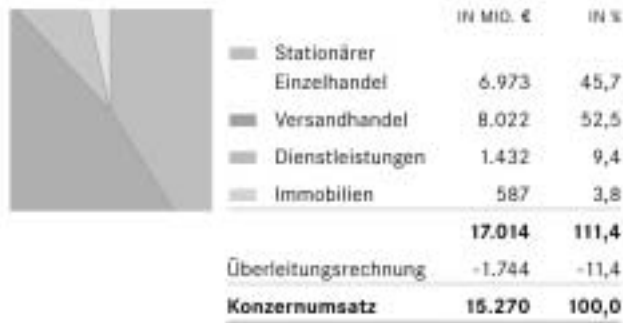 IN MIO. € IN %
Stationärer
Einzelhandel 6.973 45,7
Versandhandel 8.022 52,5
Dienstleistungen 1.432 9,4
Immobilien 587 3,8
17.014 111,4
Überleitungsrechnung -1.744 -11,4
Konzernumsatz 15.270 100,0